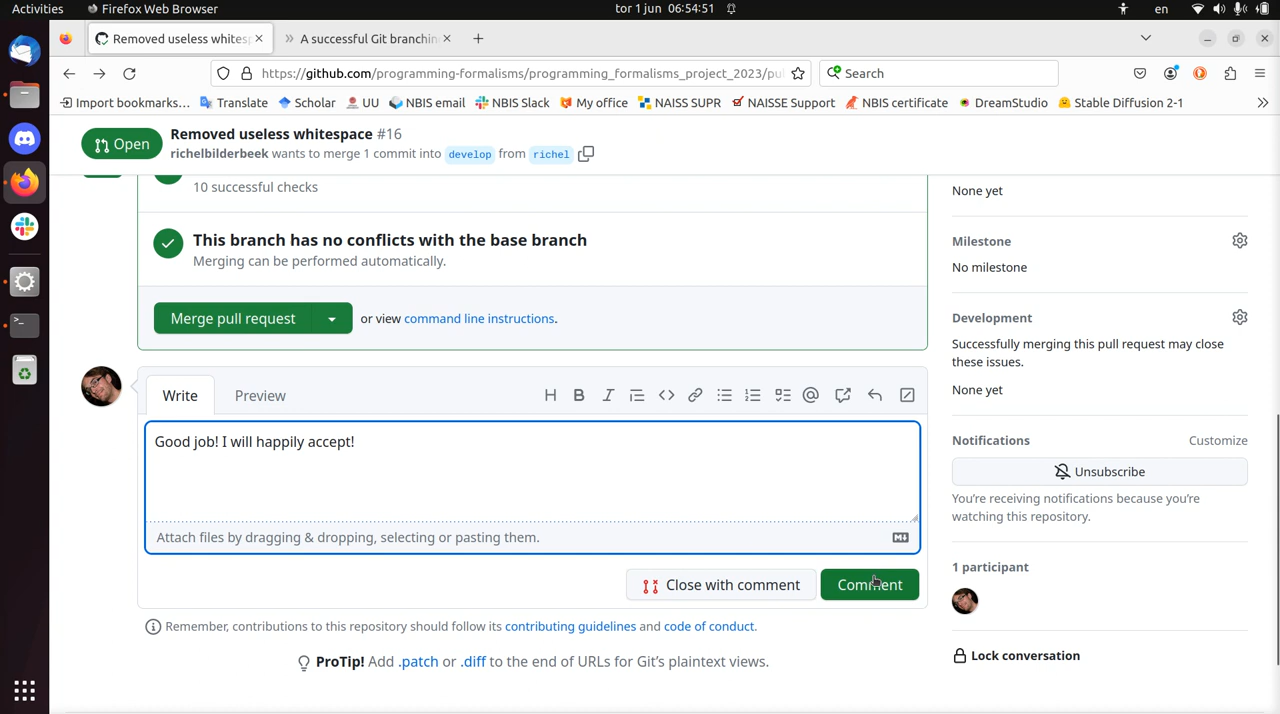 Activities
Firefox Web Browser
tor 1 jun 06:54:51
en
Removed useless whitesp
A successful Git branchin
https://github.com/programming-formalisms/programming_formalisms_project_2023/pu
Search
Import bookmarks...
Translate
Scholar
UU
NBIS email
NBIS Slack
My office
NAISS SUPR
NAISSE Support
NBIS certificate
DreamStudio
Stable Diffusion 2-1
Open
Removed useless whitespace #16
richelbilderbeek wants to merge 1 commit into develop from richel
10 successful checks
This branch has no conflicts with the base branch
Merging can be performed automatically.
Merge pull request
or view command line instructions.
Write
Preview
H B I
Good job! I will happily accept!
Attach files by dragging & dropping, selecting or pasting them.
Close with comment
Comment
Remember, contributions to this repository should follow its contributing guidelines and code of conduct.
ProTip! Add .patch or .diff to the end of URLs for Git's plaintext views.
None yet
Milestone
No milestone
Development
Successfully merging this pull request may close
these issues.
None yet
Notifications
Customize
Unsubscribe
You're receiving notifications because you're
watching this repository.
1 participant
Lock conversation